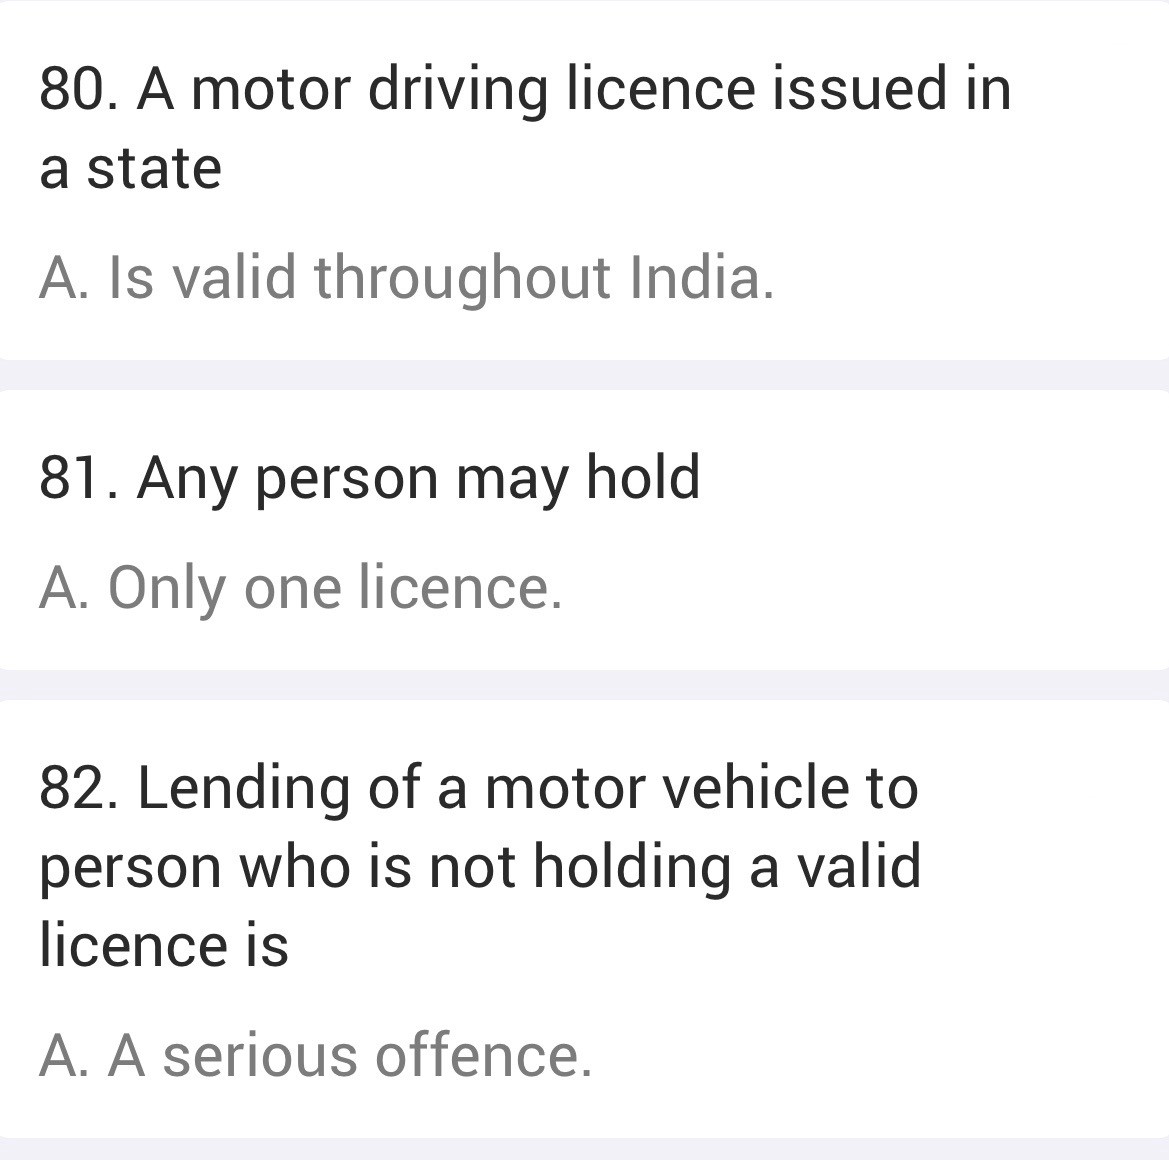 80. A motor driving licence issued in
a state
A. Is valid throughout India.
81. Any person may hold
A. Only one licence.
82. Lending of a motor vehicle to
person who is not holding a valid
licence is
A. A serious offence.